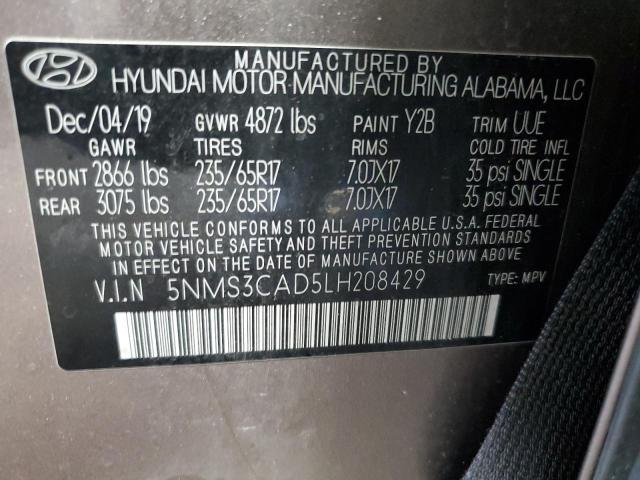 MANUFACTURED BY
HYUNDAI MOTOR MANUFACTURING ALABAMA, LLC
Dec/04/19 GVWR 4872 lbs PAINT Y2B TRIM UUE
GAWR TIRES RIMS COLD TIRE INFL
FRONT 2866 lbs 235/65R17 7.0JX17 35 psi SINGLE
REAR 3075 lbs 235/65R17 7.0JX17 35 psi SINGLE
THIS VEHICLE CONFORMS TO ALL APPLICABLE U.S.A. FEDERAL
MOTOR VEHICLE SAFETY AND THEFT PREVENTION STANDARDS
IN EFFECT ON THE DATE OF MANUFACTURE SHOWN ABOVE.
V.I.N 5NMS3CAD5LH208429 TYPE: MPV